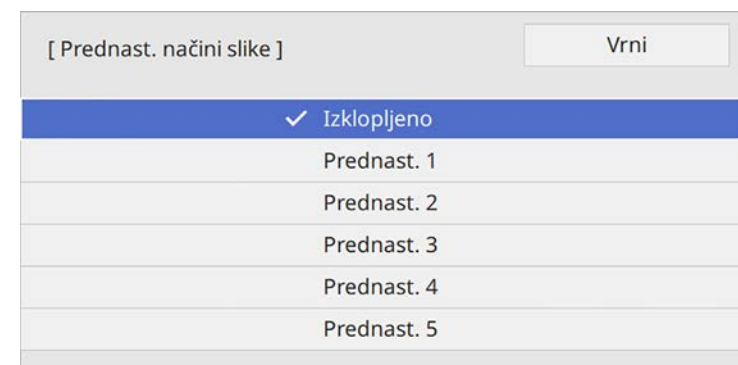 [ Prednast. načini slike ]
Vrni
Izklopljeno
Prednast. 1
Prednast. 2
Prednast. 3
Prednast. 4
Prednast. 5